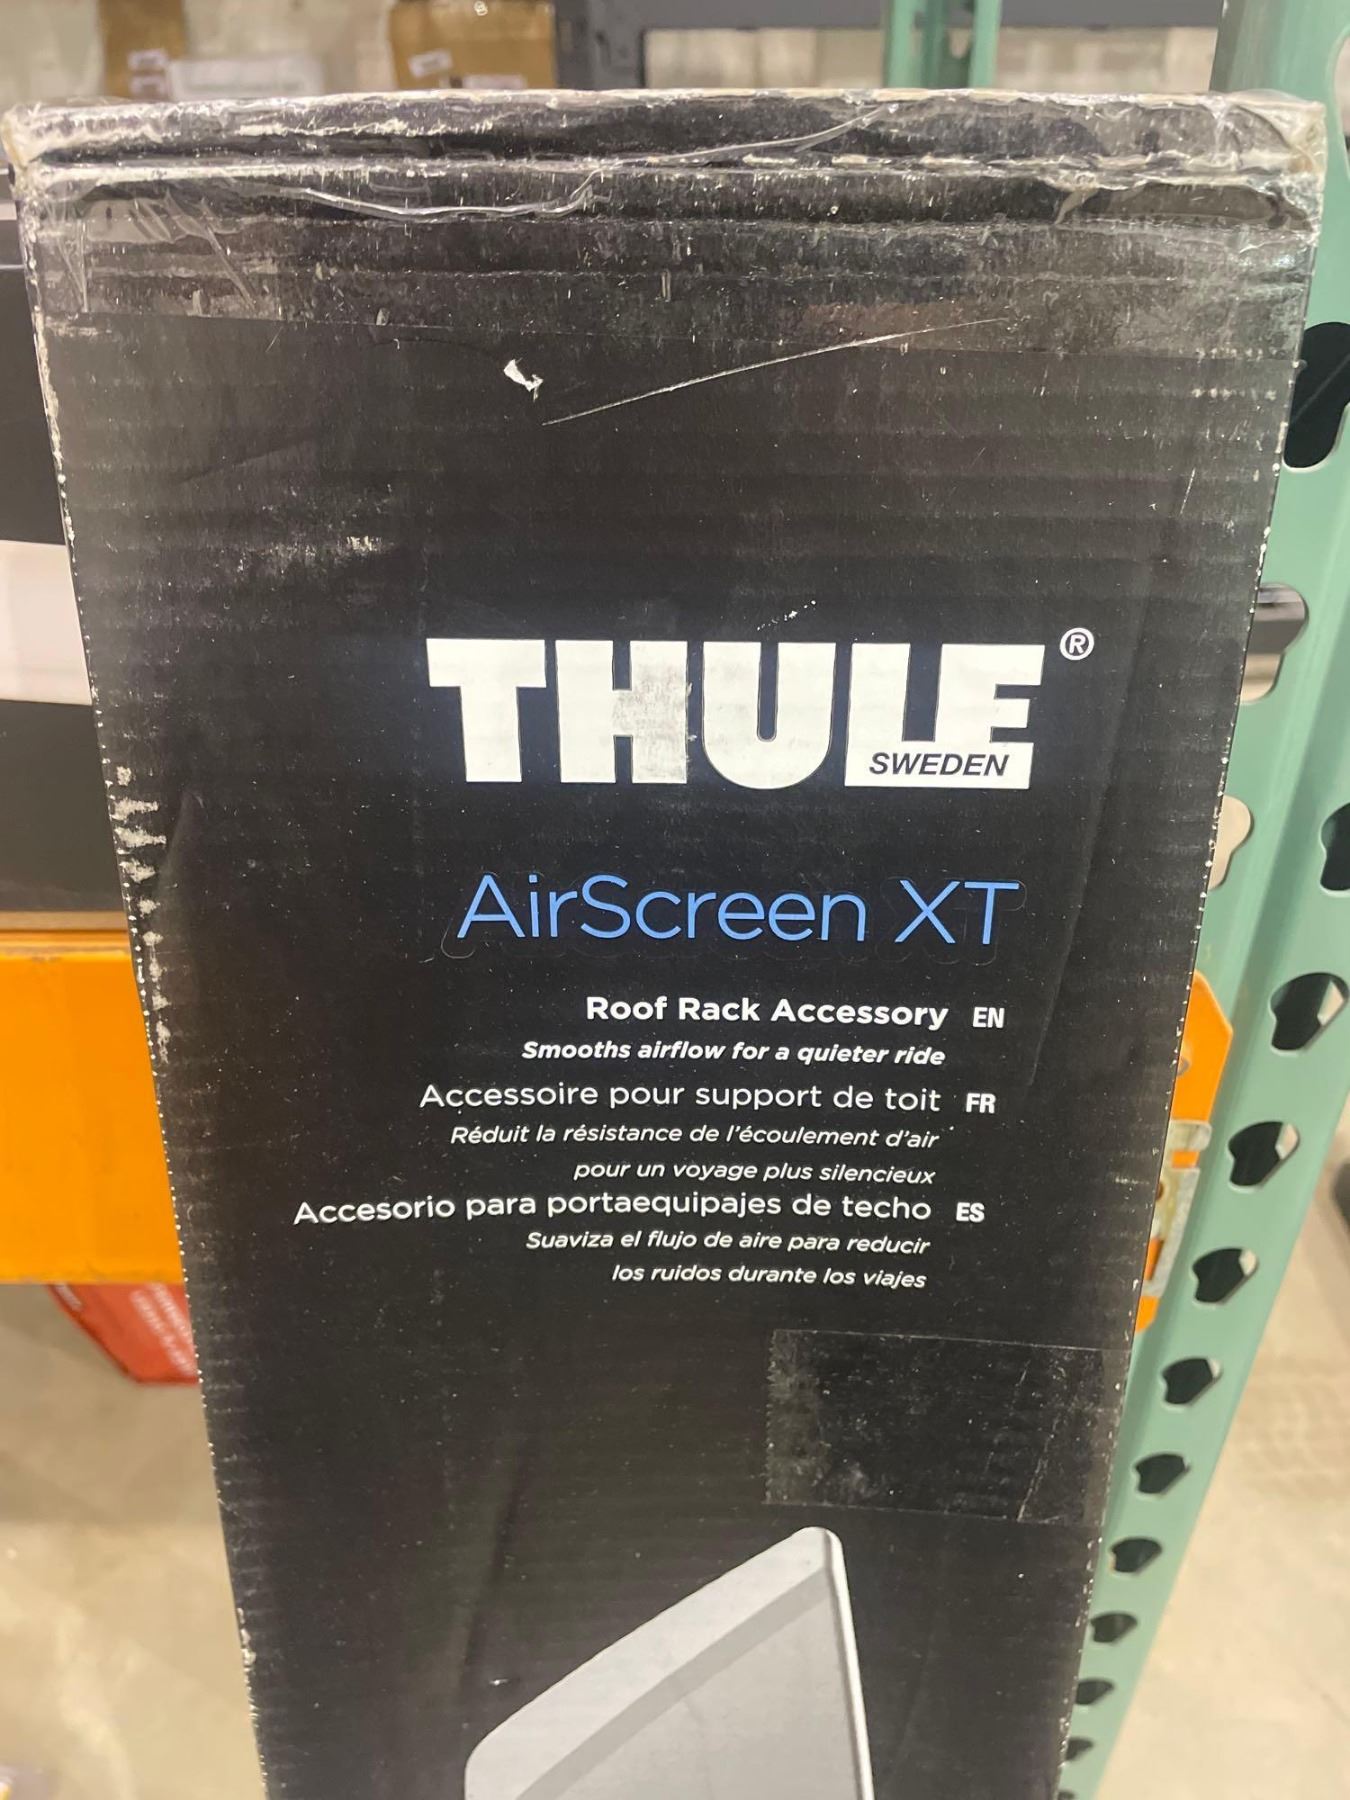 THULE®
SWEDEN
AirScreen XT
Roof Rack Accessory EN
Smooths airflow for a quieter ride
Accessoire pour support de toit FR
Réduit la résistance de l'écoulement d'air
pour un voyage plus silencieux
Accesorio para portaequipajes de techo ES
Suaviza el flujo de aire para reducir
los ruidos durante los viajes